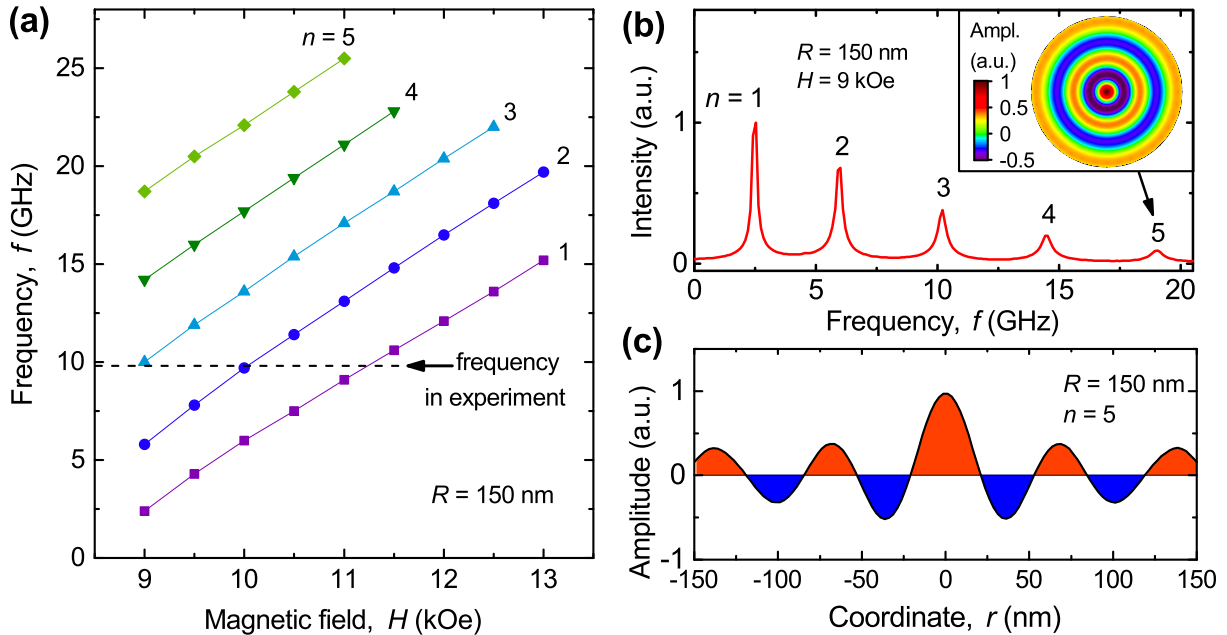 (a)
n = 5
4
3
2
1
frequency
in experiment
R = 150 nm
25
20
15
10
5
0
Frequency, f (GHz)
9 10 11 12 13
Magnetic field, H (kOe)
(b)
R = 150 nm
H = 9 kOe
n = 1
2
3
4
5
Ampl.
(a.u.)
1
0.5
0
-0.5
1
0
Intensity (a.u.)
0 5 10 15 20
Frequency, f (GHz)
(c)
R = 150 nm
n = 5
1
0
-1
Amplitude (a.u.)
-150 -100 -50 0 50 100 150
Coordinate, r (nm)